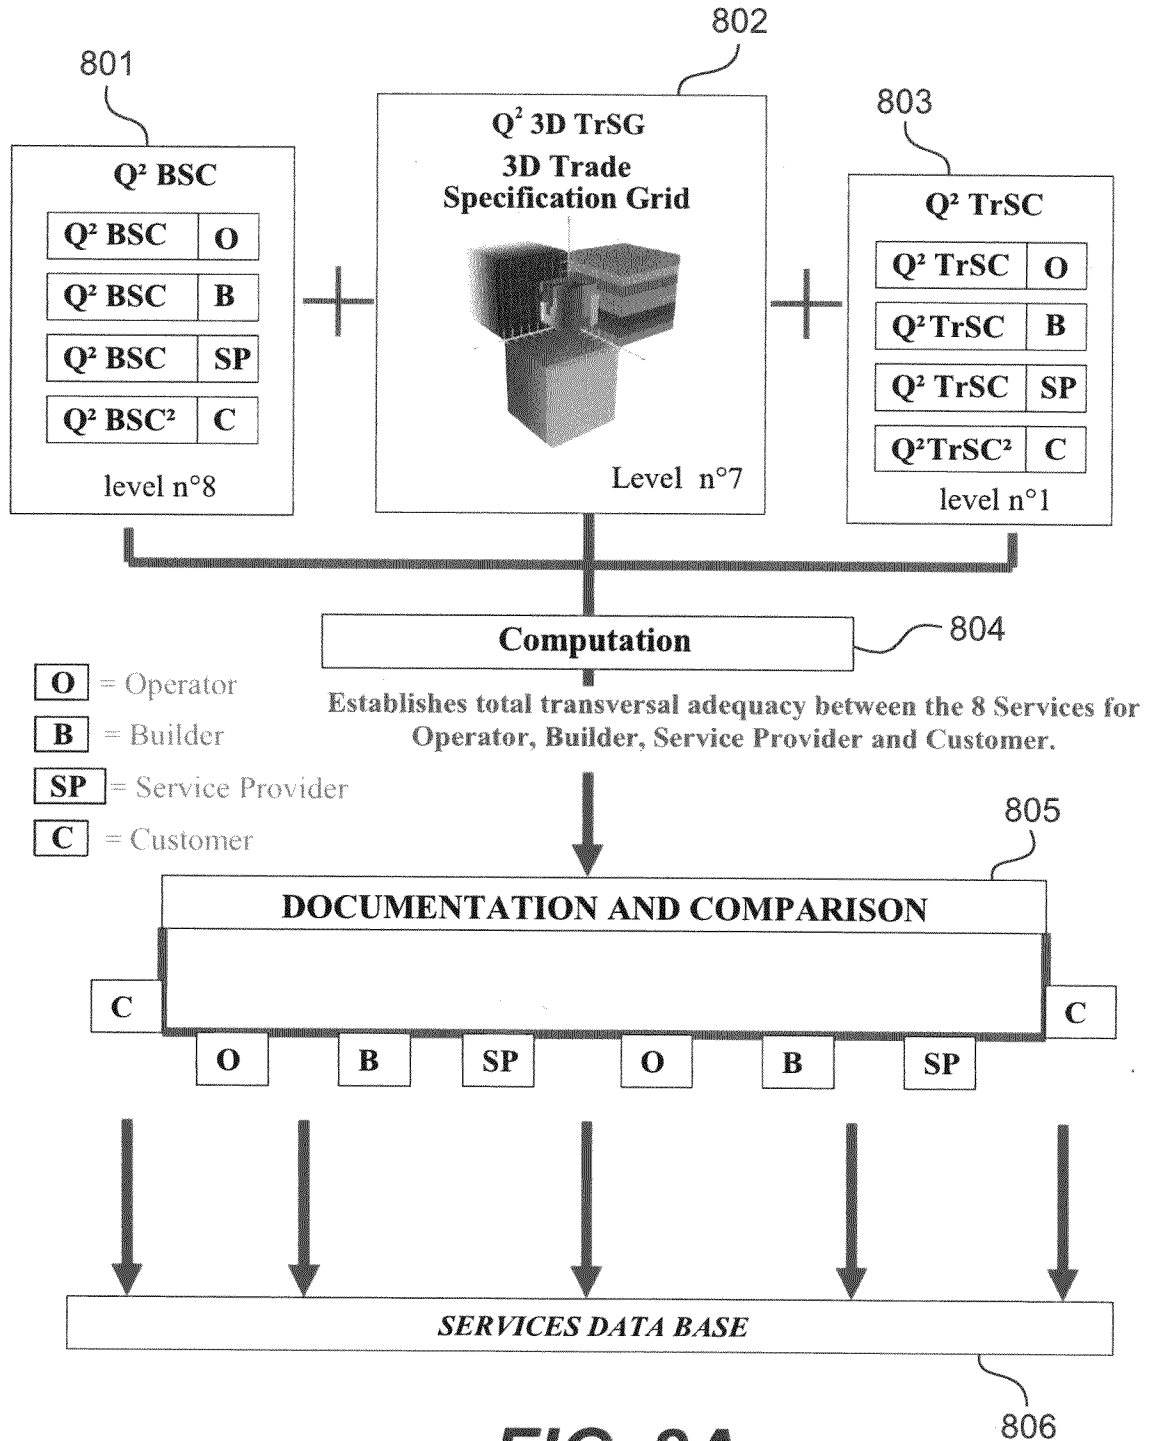 802
801
803
Q² 3D TrSG
3D Trade
Specification Grid
Level n°7
Q² BSC
Q² BSC O
Q² BSC B
Q² BSC SP
Q² BSC² C
level n°8
Q² TrSC
Q² TrSC O
Q² TrSC B
Q² TrSC SP
Q²TrSC² C
level n°1
Computation
804
O = Operator
B = Builder
SP = Service Provider
C = Customer
Establishes total transversal adequacy between the 8 Services for
Operator, Builder, Service Provider and Customer.
805
DOCUMENTATION AND COMPARISON
C
C
O B SP O B SP
SERVICES DATA BASE
806